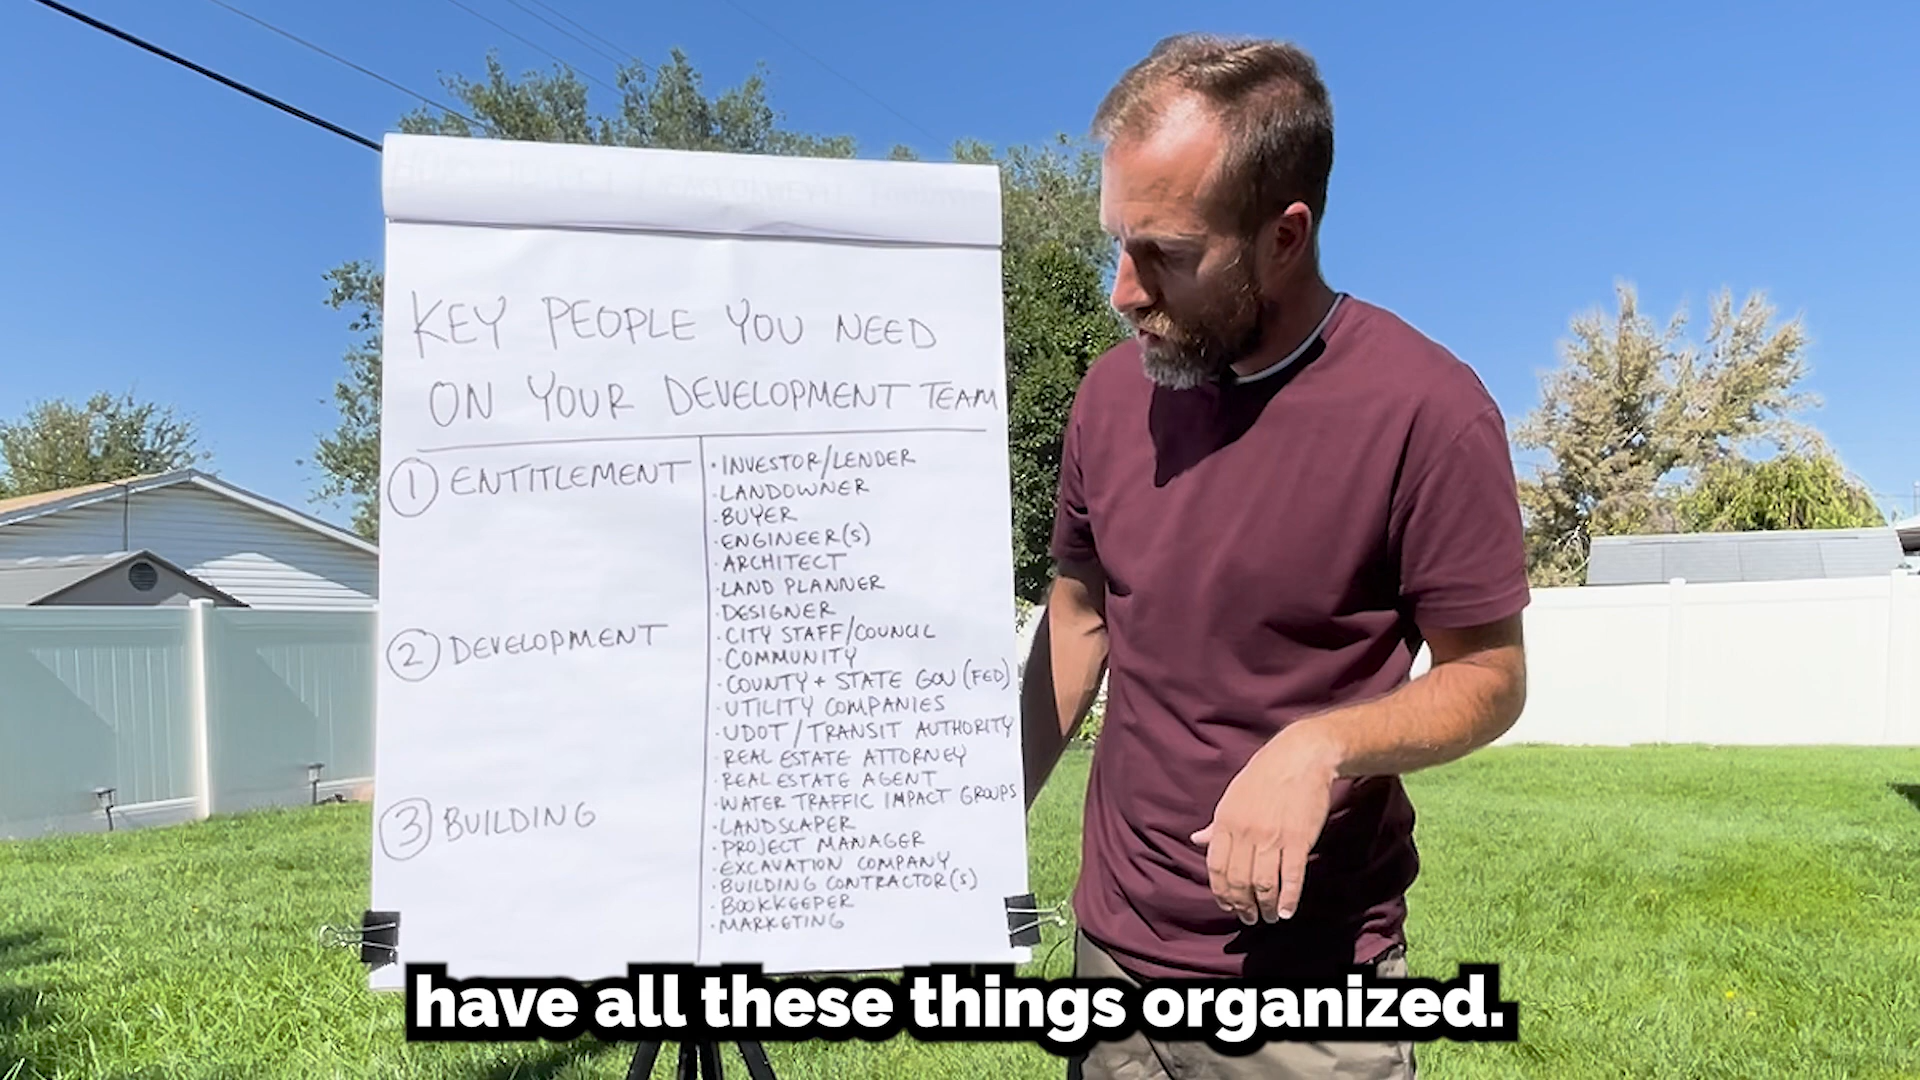 KEY PEOPLE YOU NEED
ON YOUR DEVELOPMENT TEAM
1 ENTITLEMENT
2 DEVELOPMENT
3 BUILDING
· INVESTOR/LENDER
· LANDOWNER
· BUYER
· ENGINEER(S)
· ARCHITECT
· LAND PLANNER
· DESIGNER
· CITY STAFF/COUNCIL
· COMMUNITY
· COUNTY + STATE GOV (FED)
· UTILITY COMPANIES
· UDOT / TRANSIT AUTHORITY
· REAL ESTATE ATTORNEY
· REAL ESTATE AGENT
· WATER TRAFFIC IMPACT GROUPS
· LANDSCAPER
· PROJECT MANAGER
· EXCAVATION COMPANY
· BUILDING CONTRACTOR(S)
· BOOKKEEPER
· MARKETING
have all these things organized.